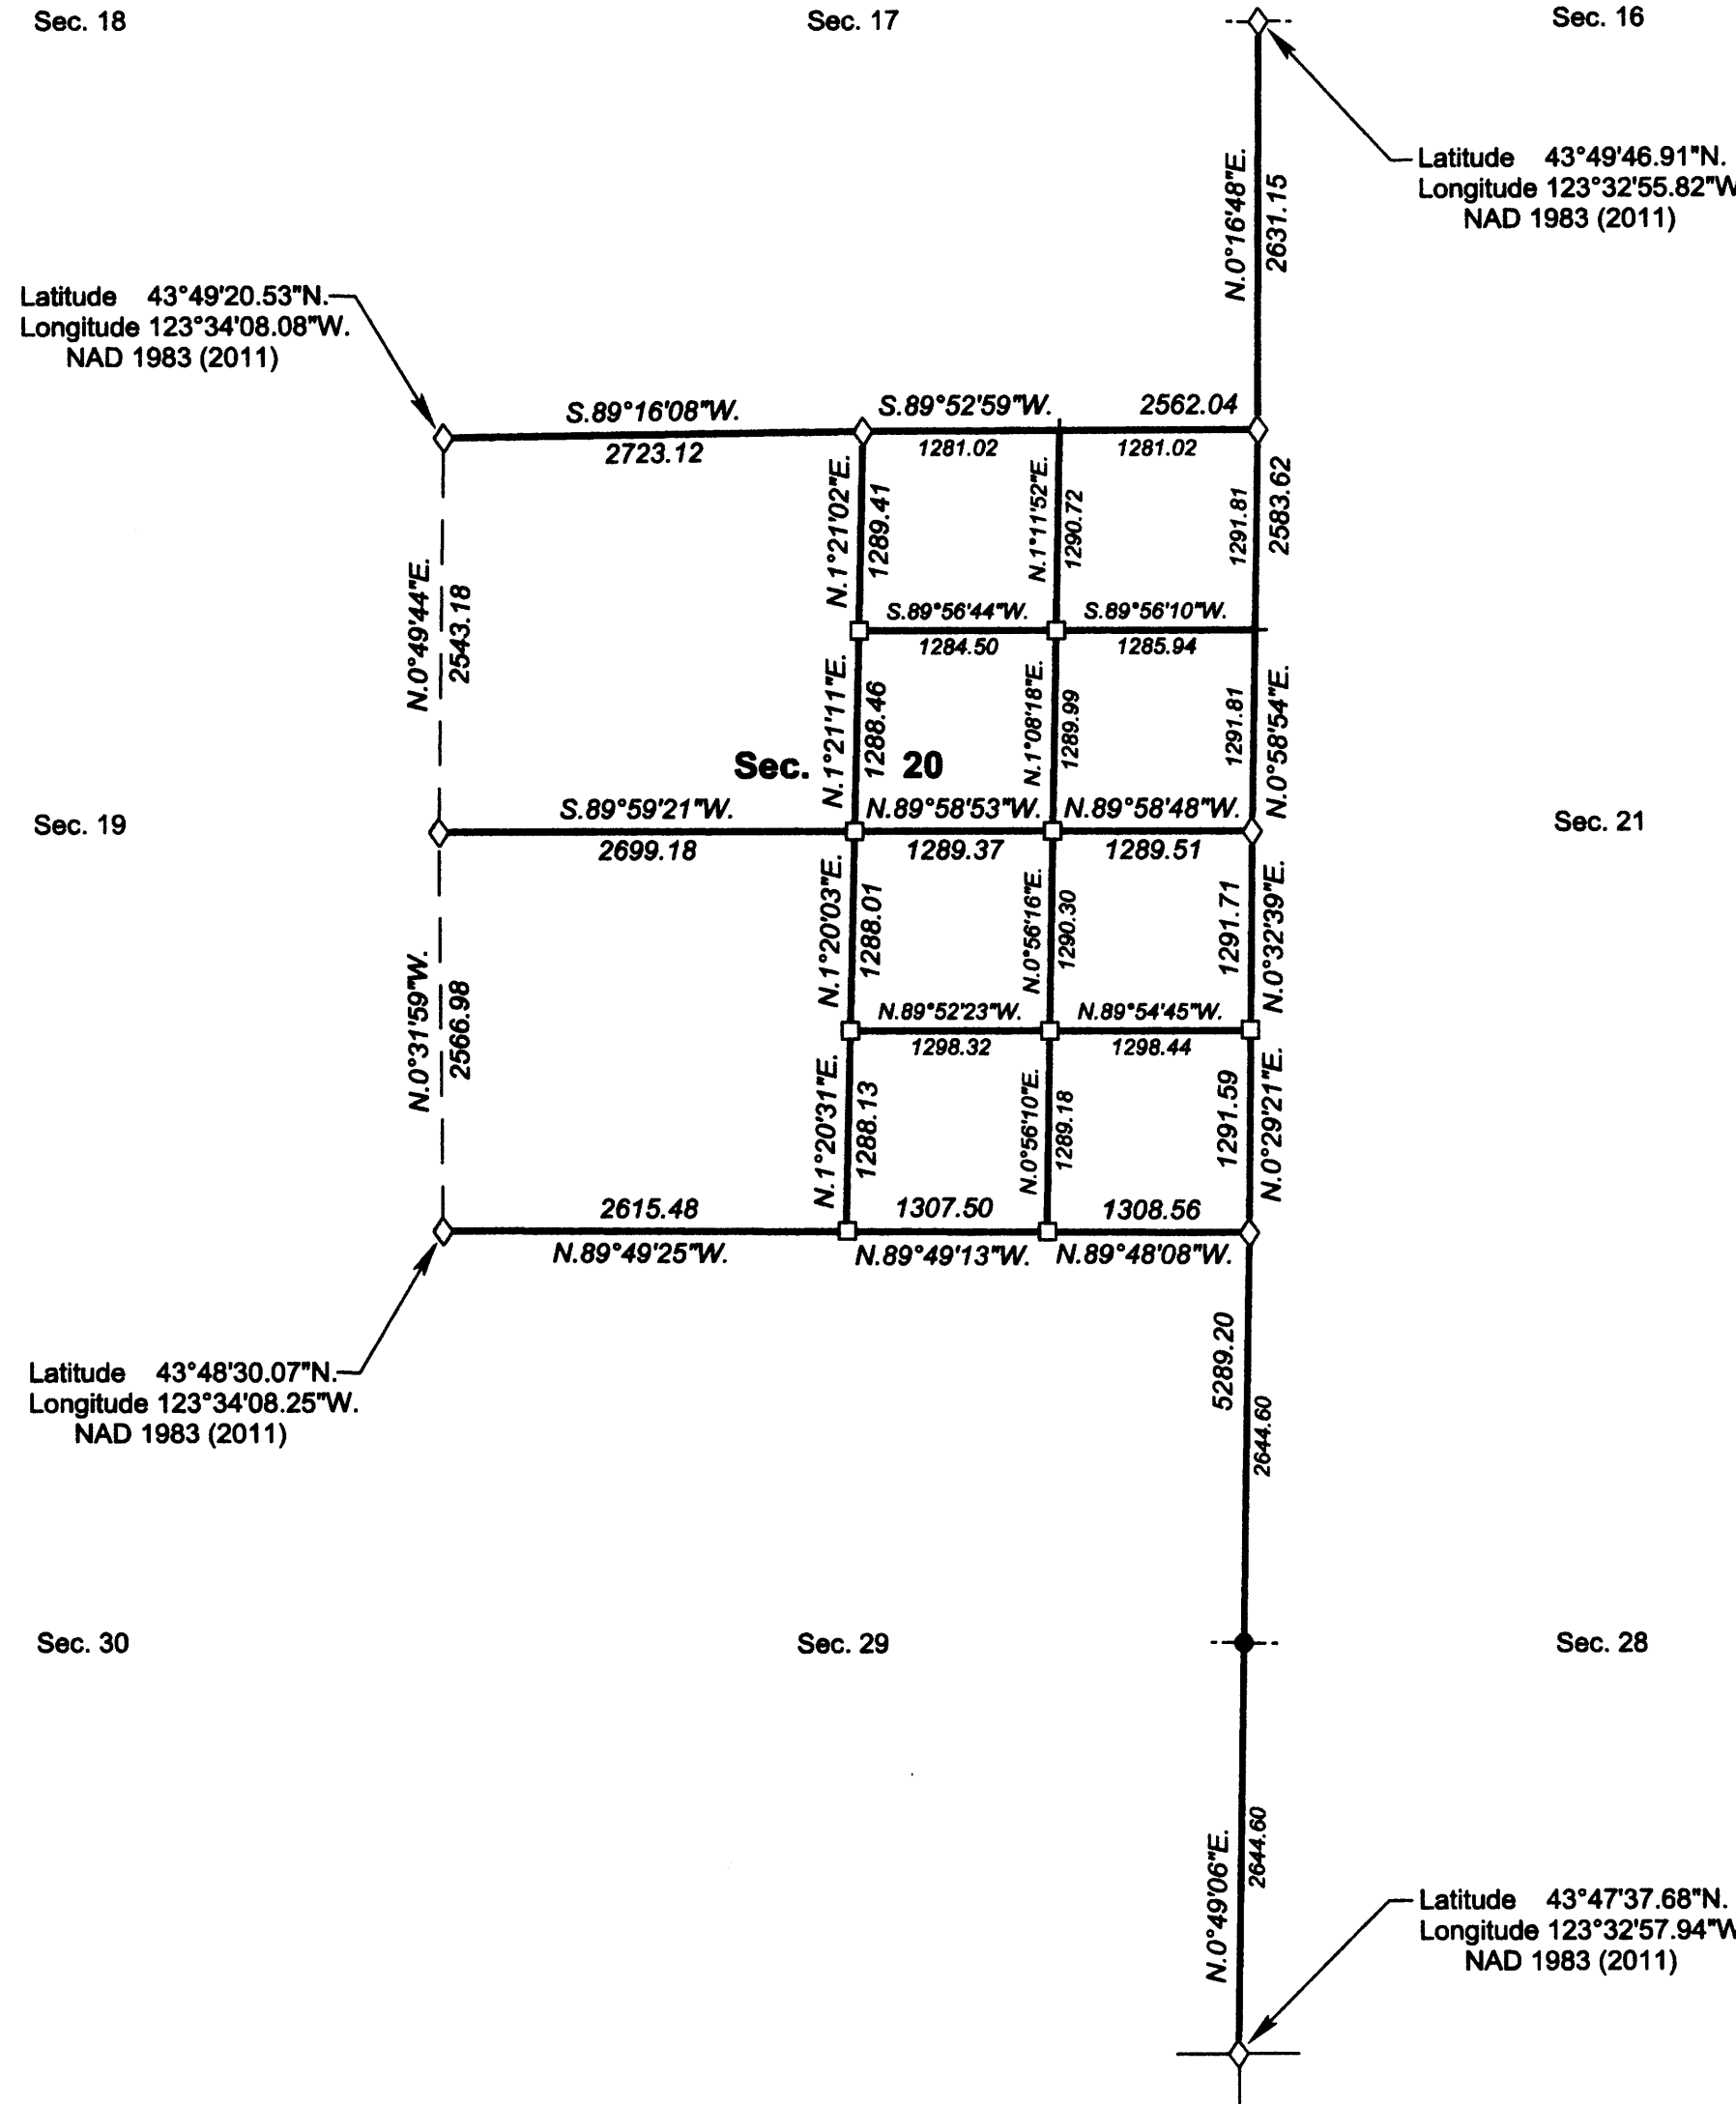 Sec. 18
Sec. 17
Sec. 16
Latitude 43°49'46.91"N.
Longitude 123°32'55.82"W
NAD 1983 (2011)
N.0°16'48"E.
2631.15
Latitude 43°49'20.53"N.
Longitude 123°34'08.08"W.
NAD 1983 (2011)
S.89°16'08"W.
2723.12
S.89°52'59"W.
2562.04
1281.02
1281.02
N.1°21'02"E.
1289.41
N.1°11'52"E.
1290.72
1291.81
2583.62
N.0°49'44"E.
2543.18
S.89°56'44"W.
1284.50
S.89°56'10"W.
1285.94
N.1°21'11"E.
1288.46
N.1°08'18"E.
1289.99
1291.81
N.0°58'54"E.
Sec. 20
Sec. 19
S.89°59'21"W.
2699.18
N.89°58'53"W.
1289.37
N.89°58'48"W.
1289.51
Sec. 21
N.0°31'59"W.
2566.98
N.1°20'03"E.
1288.01
N.0°56'16"E.
1290.30
1291.71
N.0°32'39"E.
N.89°52'23"W.
1298.32
N.89°54'45"W.
1298.44
N.1°20'31"E.
1288.13
N.0°56'10"E.
1289.18
1291.59
N.0°29'21"E.
2615.48
N.89°49'25"W.
1307.50
N.89°49'13"W.
1308.56
N.89°48'08"W.
Latitude 43°48'30.07"N.
Longitude 123°34'08.25"W.
NAD 1983 (2011)
5289.20
2644.60
Sec. 30
Sec. 29
Sec. 28
N.0°49'06"E.
2644.60
Latitude 43°47'37.68"N.
Longitude 123°32'57.94"W
NAD 1983 (2011)